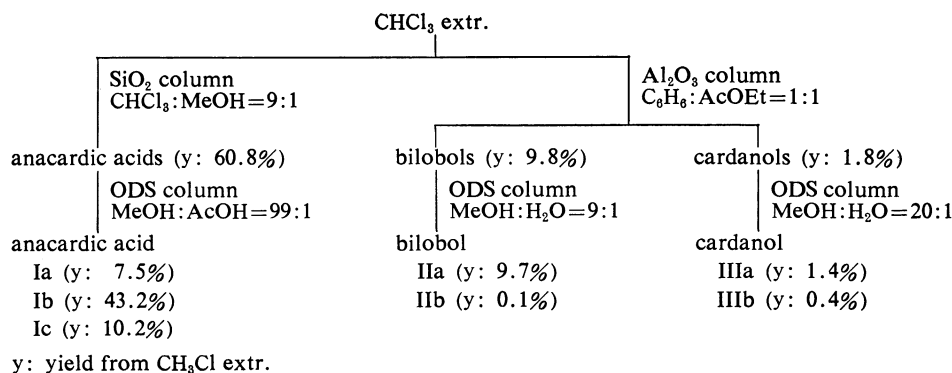 CHCl₃ extr.
SiO₂ column
CHCl₃:MeOH=9:1
Al₂O₃ column
C₆H₆:AcOEt=1:1
anacardic acids (y: 60.8%)
bilobols (y: 9.8%)
cardanols (y: 1.8%)
ODS column
MeOH:AcOH=99:1
ODS column
MeOH:H₂O=9:1
ODS column
MeOH:H₂O=20:1
anacardic acid
Ia (y: 7.5%)
Ib (y: 43.2%)
Ic (y: 10.2%)
bilobol
IIa (y: 9.7%)
IIb (y: 0.1%)
cardanol
IIIa (y: 1.4%)
IIIb (y: 0.4%)
y: yield from CH₃Cl extr.